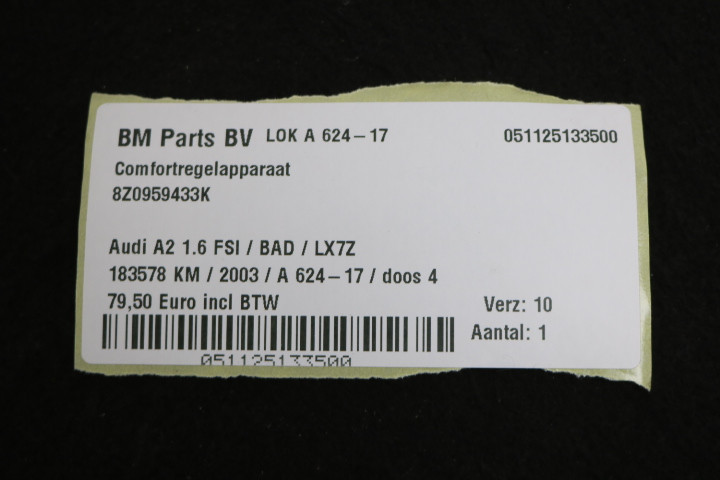 BM Parts BV LOK A 624-17 051125133500
Comfortregelapparaat
8Z0959433K
Audi A2 1.6 FSI / BAD / LX7Z
183578 KM / 2003 / A 624-17 / doos 4
79,50 Euro incl BTW Verz: 10
Aantal: 1
051125133500